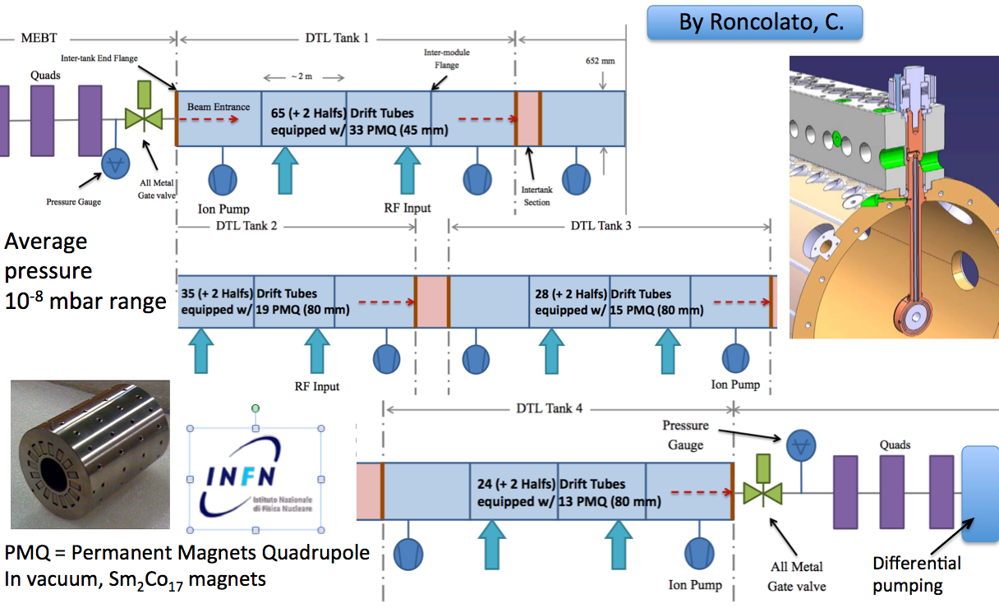 By Roncolato, C.
MEBT
DTL Tank 1
Inter-tank End Flange
Inter-module
Flange
652 mm
Quads
~ 2 m
Beam Entrance
65 (+ 2 Halfs) Drift Tubes
equipped w/ 33 PMQ (45 mm)
All Metal
Gate valve
Pressure Gauge
Ion Pump
RF Input
Intertank
Section
DTL Tank 2
DTL Tank 3
Average
pressure
10-8 mbar range
35 (+ 2 Halfs) Drift Tubes
equipped w/ 19 PMQ (80 mm)
28 (+ 2 Halfs) Drift Tubes
equipped w/ 15 PMQ (80 mm)
RF Input
Ion Pump
DTL Tank 4
Pressure
Gauge
Quads
INFN
Istituto Nazionale
di Fisica Nucleare
24 (+ 2 Halfs) Drift Tubes
equipped w/ 13 PMQ (80 mm)
PMQ = Permanent Magnets Quadrupole
In vacuum, Sm2Co17 magnets
Ion Pump
All Metal
Gate valve
Differential
pumping